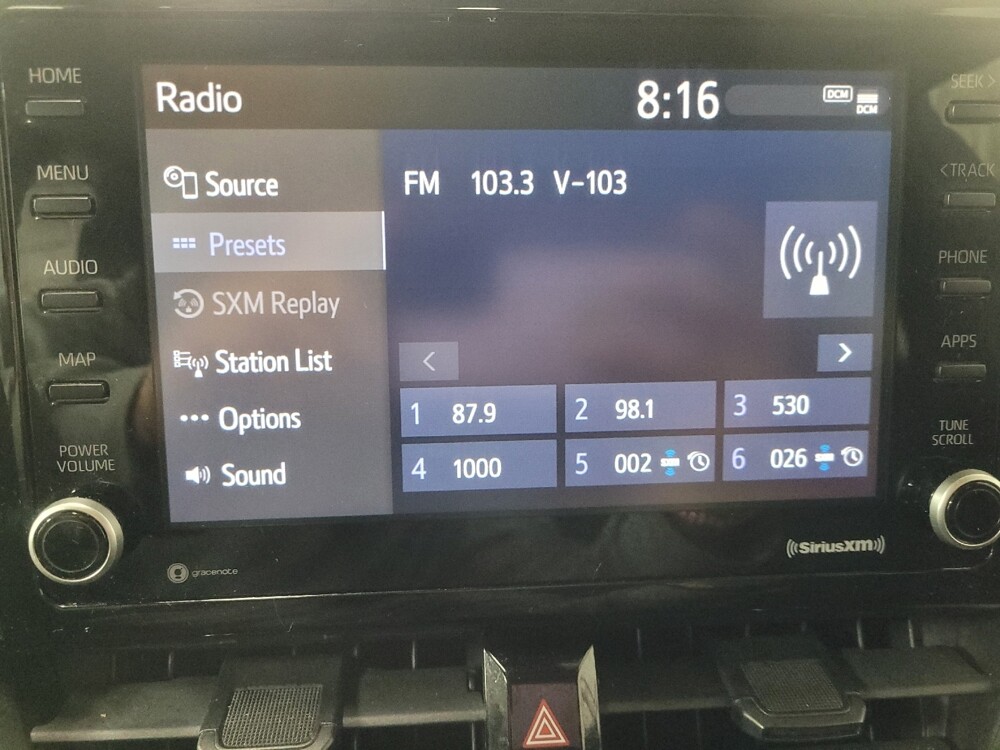 HOME
MENU
AUDIO
MAP
POWER
VOLUME
Radio
8:16
DCM
DCM
Source
Presets
SXM Replay
Station List
Options
Sound
FM 103.3 V-103
<
>
1 87.9
2 98.1
3 530
4 1000
5 002
6 026
SEEK >
< TRACK
PHONE
APPS
TUNE
SCROLL
gracenote
((SiriusXM))